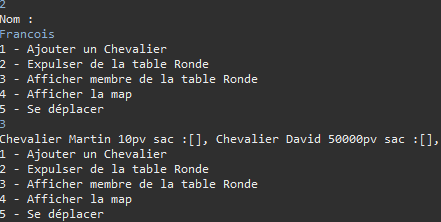 2
Nom :
Francois
1 - Ajouter un Chevalier
2 - Expulser de la table Ronde
3 - Afficher membre de la table Ronde
4 - Afficher la map
5 - Se déplacer
3
Chevalier Martin 10pv sac :[], Chevalier David 50000pv sac :[],
1 - Ajouter un Chevalier
2 - Expulser de la table Ronde
3 - Afficher membre de la table Ronde
4 - Afficher la map
5 - Se déplacer